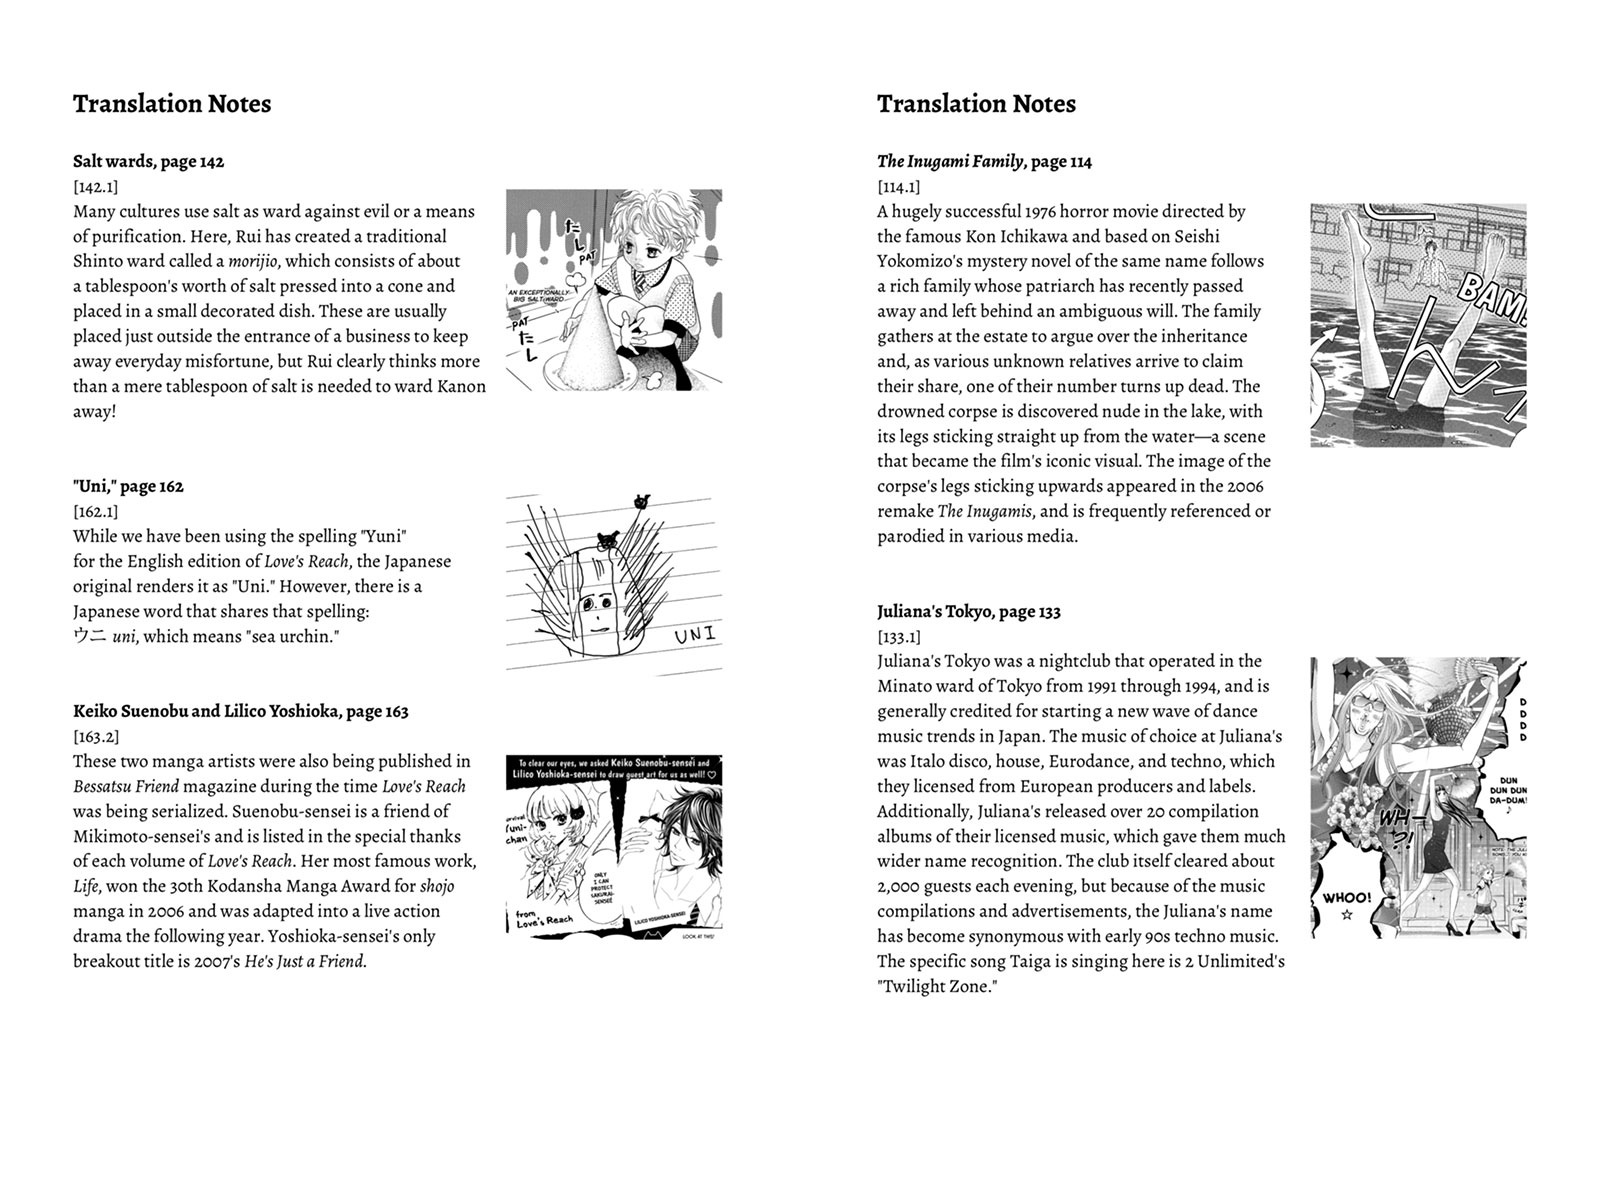 Translation Notes
Salt wards, page 142
[142.1]
Many cultures use salt as ward against evil or a means
of purification. Here, Rui has created a traditional
Shinto ward called a morijio, which consists of about
a tablespoon's worth of salt pressed into a cone and
placed in a small decorated dish. These are usually
placed just outside the entrance of a business to keep
away everyday misfortune, but Rui clearly thinks more
than a mere tablespoon of salt is needed to ward Kanon
away!
たし
PAT
AN EXCEPTIONALLY
BIG SALT WARD
PAT
たし
"Uni," page 162
[162.1]
While we have been using the spelling "Yuni"
for the English edition of Love's Reach, the Japanese
original renders it as "Uni." However, there is a
Japanese word that shares that spelling:
ウニ uni, which means "sea urchin."
UNI
Keiko Suenobu and Lilico Yoshioka, page 163
[163.2]
These two manga artists were also being published in
Bessatsu Friend magazine during the time Love's Reach
was being serialized. Suenobu-sensei is a friend of
Mikimoto-sensei's and is listed in the special thanks
of each volume of Love's Reach. Her most famous work,
Life, won the 30th Kodansha Manga Award for shojo
manga in 2006 and was adapted into a live action
drama the following year. Yoshioka-sensei's only
breakout title is 2007's He's Just a Friend.
To clear our eyes, we asked Keiko Suenobu-sensei and
Lilico Yoshioka-sensei to draw guest art for us as well! ♡
chan
ONLY
I CAN
PROTECT
SAKURAI-
SENSEI!
from
Love's Reach
LILICO YOSHIOKA-SENSEI
LOOK AT THIS!
Translation Notes
The Inugami Family, page 114
[114.1]
A hugely successful 1976 horror movie directed by
the famous Kon Ichikawa and based on Seishi
Yokomizo's mystery novel of the same name follows
a rich family whose patriarch has recently passed
away and left behind an ambiguous will. The family
gathers at the estate to argue over the inheritance
and, as various unknown relatives arrive to claim
their share, one of their number turns up dead. The
drowned corpse is discovered nude in the lake, with
its legs sticking straight up from the water—a scene
that became the film's iconic visual. The image of the
corpse's legs sticking upwards appeared in the 2006
remake The Inugamis, and is frequently referenced or
parodied in various media.
BAM!
Juliana's Tokyo, page 133
[133.1]
Juliana's Tokyo was a nightclub that operated in the
Minato ward of Tokyo from 1991 through 1994, and is
generally credited for starting a new wave of dance
music trends in Japan. The music of choice at Juliana's
was Italo disco, house, Eurodance, and techno, which
they licensed from European producers and labels.
Additionally, Juliana's released over 20 compilation
albums of their licensed music, which gave them much
wider name recognition. The club itself cleared about
2,000 guests each evening, but because of the music
compilations and advertisements, the Juliana's name
has become synonymous with early 90s techno music.
The specific song Taiga is singing here is 2 Unlimited's
"Twilight Zone."
D
D
D
D
DUN
DUN DUN
DA-DUM!
♪
WH—
?!
WHOO!
☆